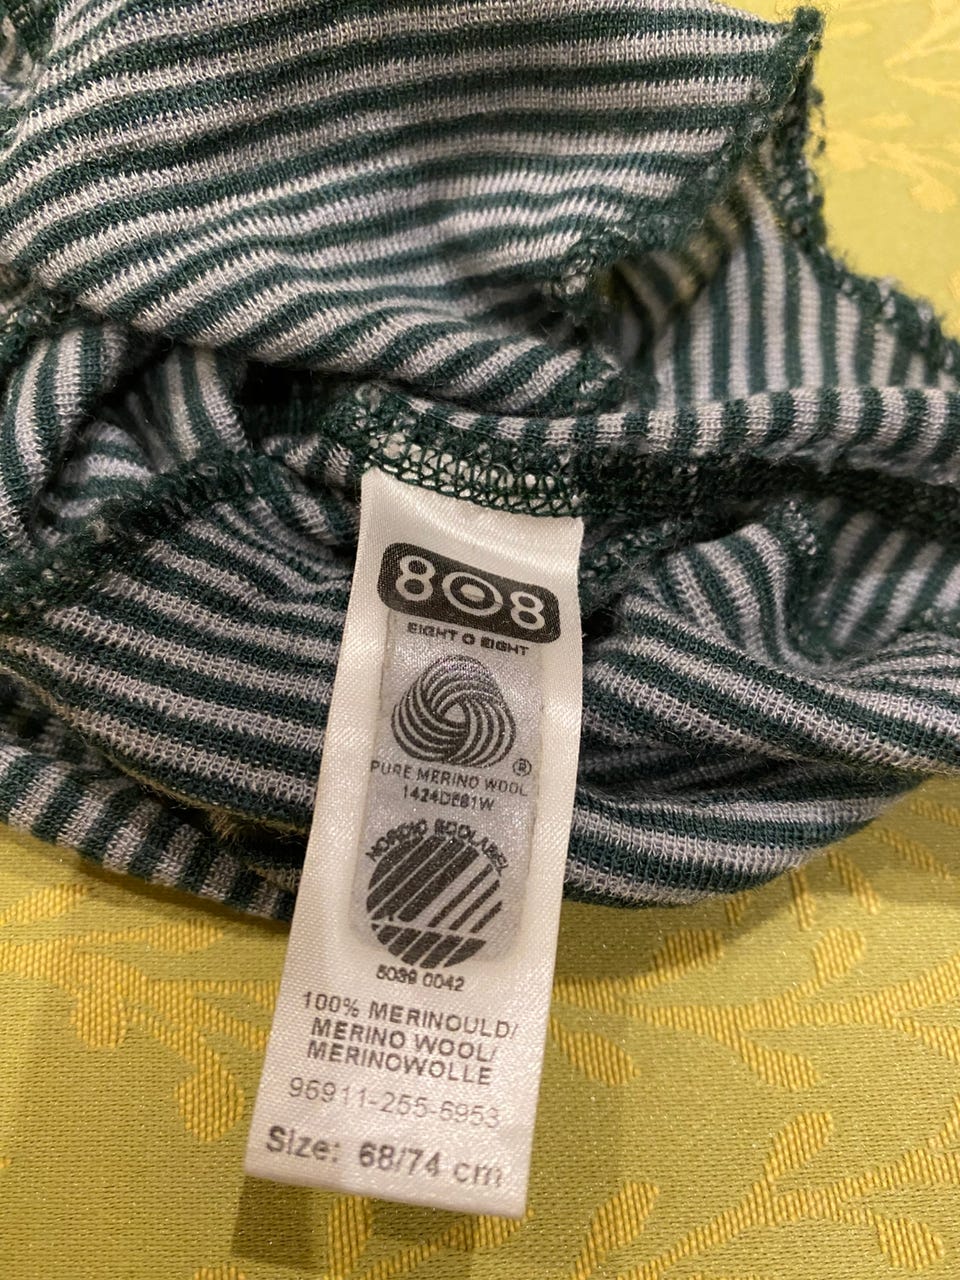 808
EIGHT O EIGHT
®
PURE MERINO WOOL
1424DE81W
NORDIC ECOLABEL
5039 0042
100% MERINOULD/
MERINO WOOL/
MERINOWOLLE
96911-255-6953
Size: 68/74 cm